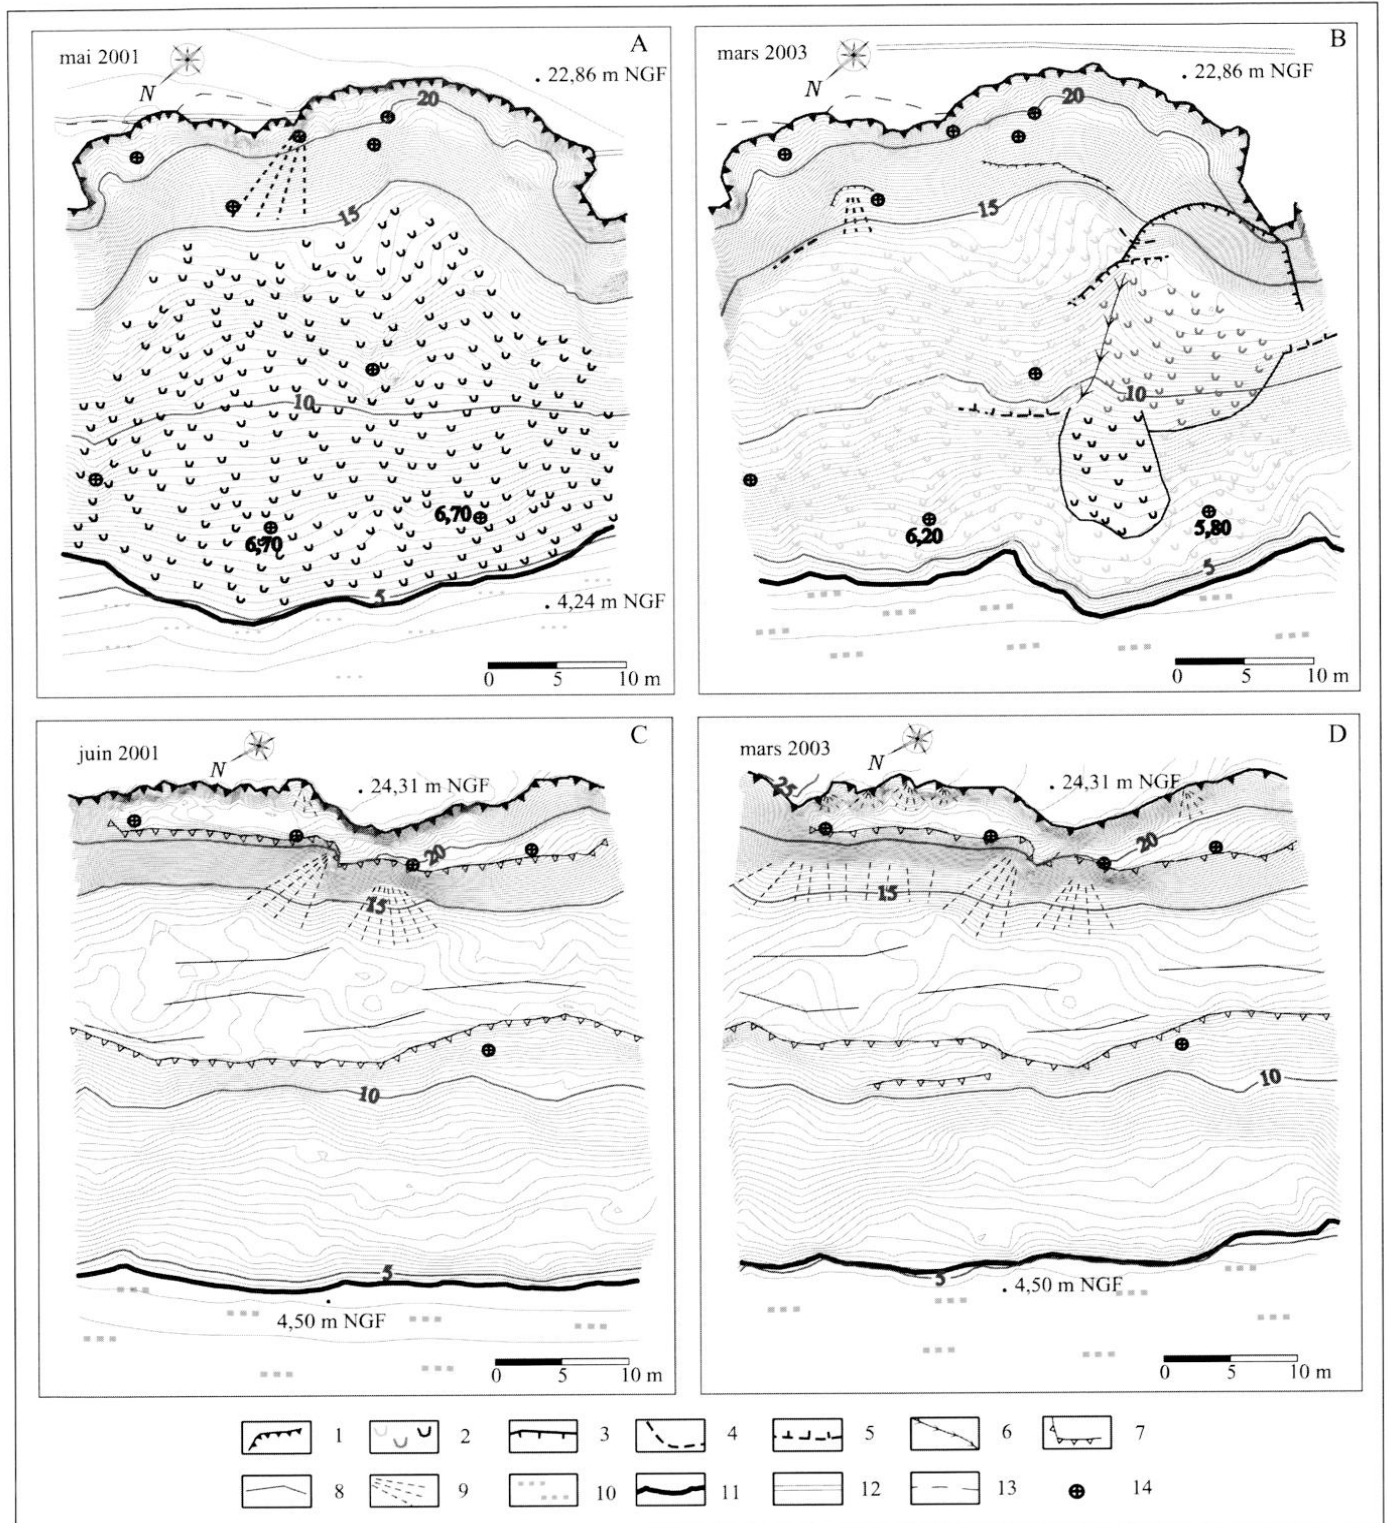 mai 2001
A
N
22,86 m NGF
20
15
10
6,70
6,70
5
4,24 m NGF
0 5 10 m
mars 2003
B
N
22,86 m NGF
20
15
10
6,20
5,80
5
0 5 10 m
juin 2001
C
N
24,31 m NGF
20
15
10
5
4,50 m NGF
0 5 10 m
mars 2003
D
N
25
24,31 m NGF
20
15
10
5
4,50 m NGF
0 5 10 m
1 2 3 4 5 6 7
8 9 10 11 12 13 14